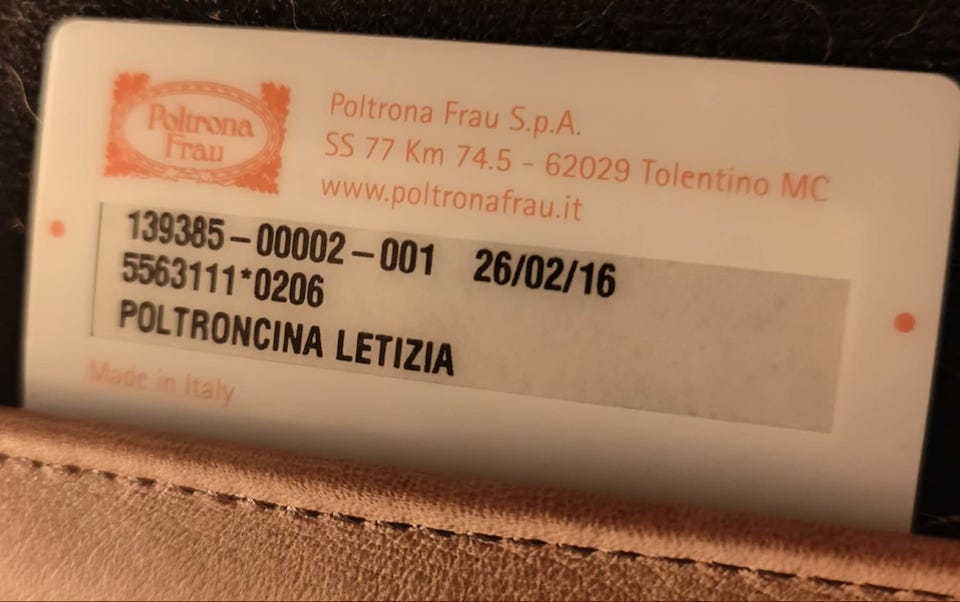 Poltrona
Frau
Poltrona Frau S.p.A.
SS 77 Km 74.5 - 62029 Tolentino MC
www.poltronafrau.it
139385-00002-001 26/02/16
5563111*0206
POLTRONCINA LETIZIA
Made in Italy